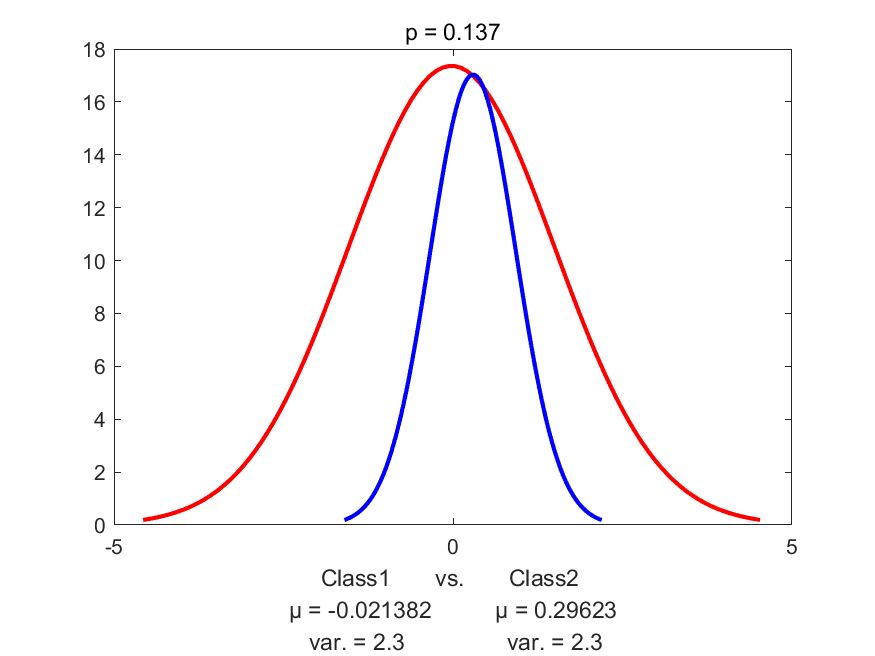 p = 0.137
18
16
14
12
10
8
6
4
2
0
-5 0 5
Class1 vs. Class2
μ = -0.021382 μ = 0.29623
var. = 2.3 var. = 2.3